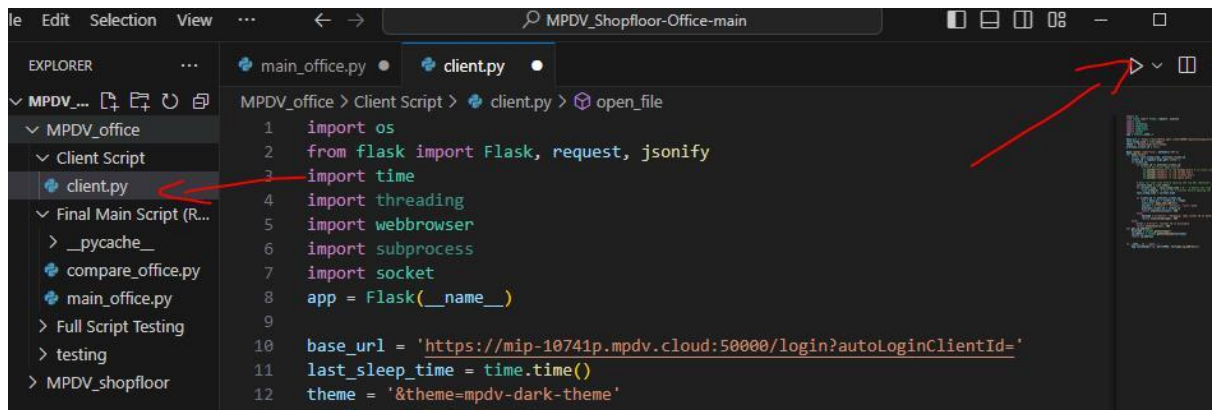 le Edit Selection View ... MPDV_Shopfloor-Office-main
EXPLORER ...
main_office.py client.py
MPDV_...
MPDV_office > Client Script > client.py > open_file
MPDV_office
Client Script
client.py
Final Main Script (R...
__pycache__
compare_office.py
main_office.py
Full Script Testing
testing
MPDV_shopfloor
1 import os
2 from flask import Flask, request, jsonify
3 import time
4 import threading
5 import webbrowser
6 import subprocess
7 import socket
8 app = Flask(__name__)
9
10 base_url = 'https://mip-10741p.mpdv.cloud:50000/login?autoLoginClientId='
11 last_sleep_time = time.time()
12 theme = '&theme=mpdv-dark-theme'